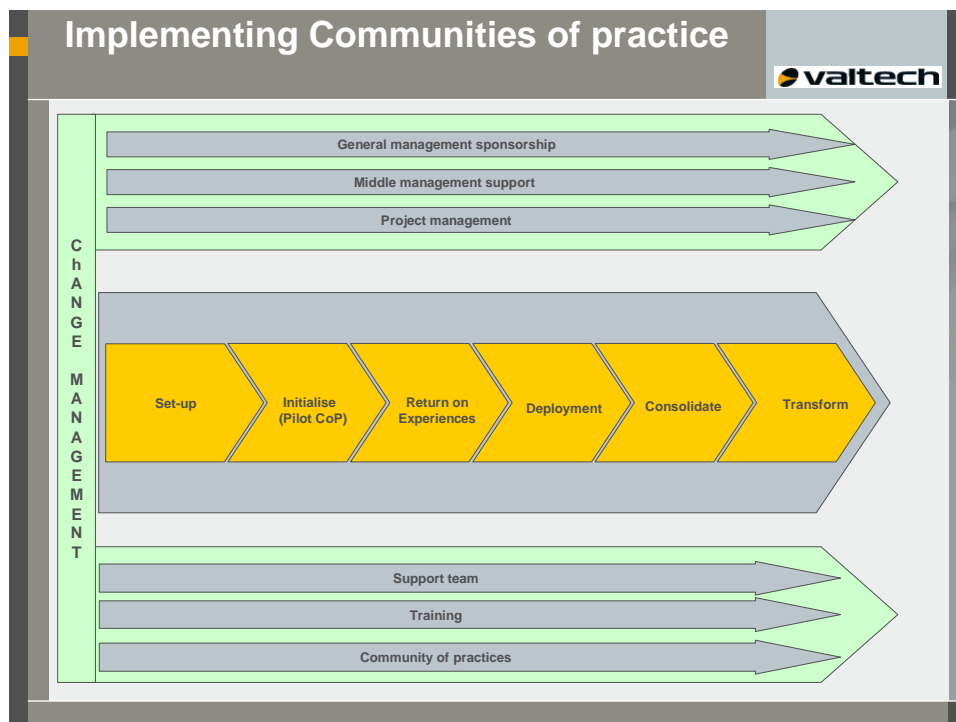 Implementing Communities of practice
valtech
General management sponsorship
Middle management support
Project management
ChANGE MANAGEMENT
Set-up
Initialise
(Pilot CoP)
Return on
Experiences
Deployment
Consolidate
Transform
Support team
Training
Community of practices